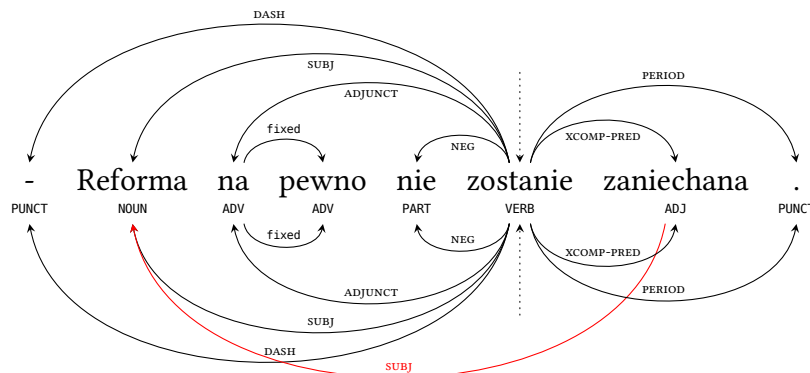 DASH
SUBJ
ADJUNCT
PERIOD
fixed
NEG
XCOMP-PRED
- Reforma na pewno nie zostanie zaniechana .
PUNCT NOUN ADV ADV PART VERB ADJ PUNCT
fixed
NEG
XCOMP-PRED
ADJUNCT
PERIOD
SUBJ
DASH
SUBJ